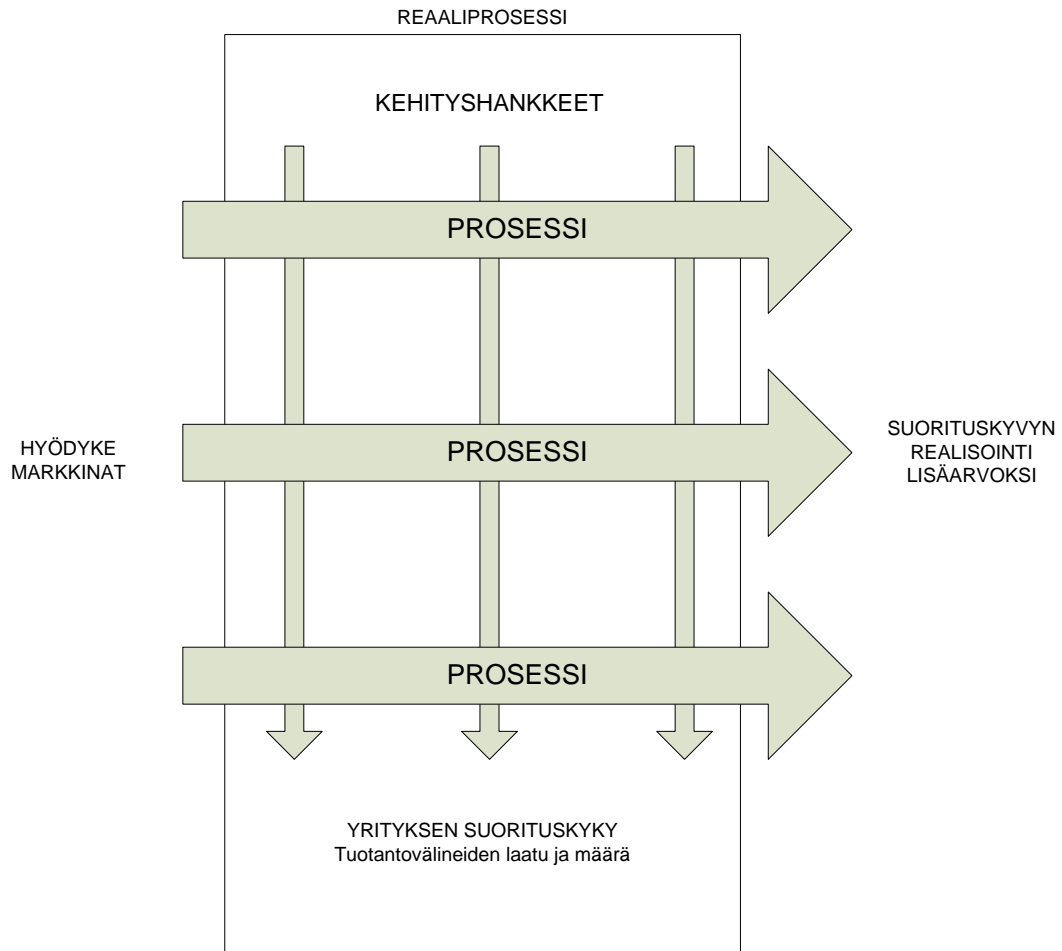 REAALIPROSESSI
KEHITYSHANKKEET
PROSESSI
PROSESSI
HYÖDYKE
MARKKINAT
SUORITUSKYVYN
REALISOINTI
LISÄARVOKSI
PROSESSI
YRITYKSEN SUORITUSKYKY
Tuotantovälineiden laatu ja määrä